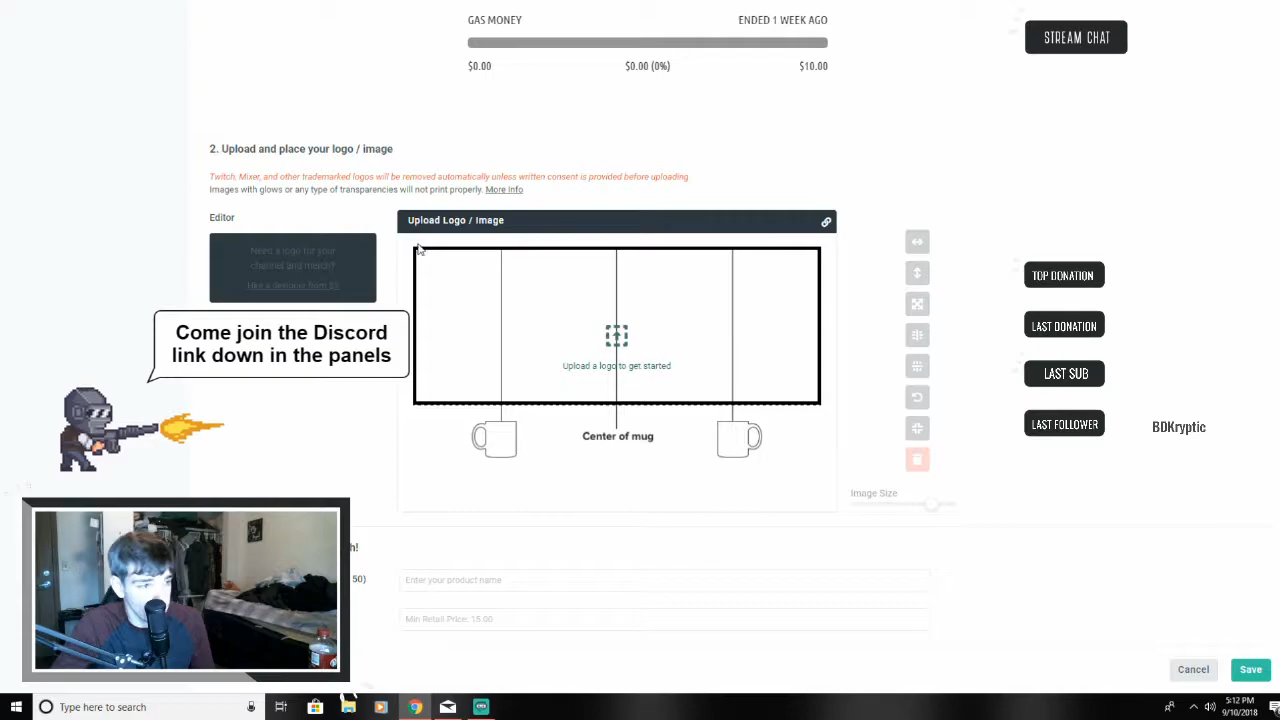 GAS MONEY
ENDED 1 WEEK AGO
STREAM CHAT
$0.00
$0.00 (0%)
$10.00
2. Upload and place your logo / image
Twitch, Mixer, and other trademarked logos will be removed automatically unless written consent is provided before uploading.
Images with glows or any type of transparencies will not print properly. More Info
Editor
Upload Logo / Image
Need a logo for your
channel and merch?
Hire a designer from $9
TOP DONATION
Come join the Discord
link down in the panels
LAST DONATION
Upload a logo to get started
LAST SUB
LAST FOLLOWER
BDKryptic
Center of mug
Image Size
h!
50)
Enter your product name
Min Retail Price: 15.00
Cancel
Save
Type here to search
5:12 PM
9/10/2018